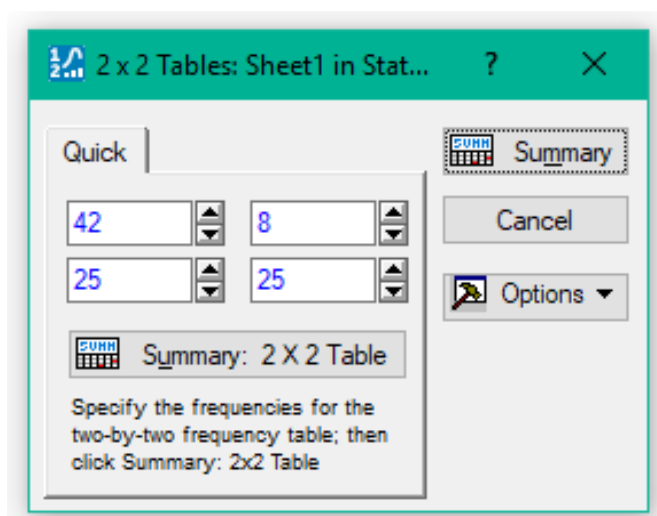 2 x 2 Tables: Sheet1 in Stat... ?
Quick
Summary
42 8
Cancel
25 25
Options
Summary: 2 X 2 Table
Specify the frequencies for the
two-by-two frequency table; then
click Summary: 2x2 Table